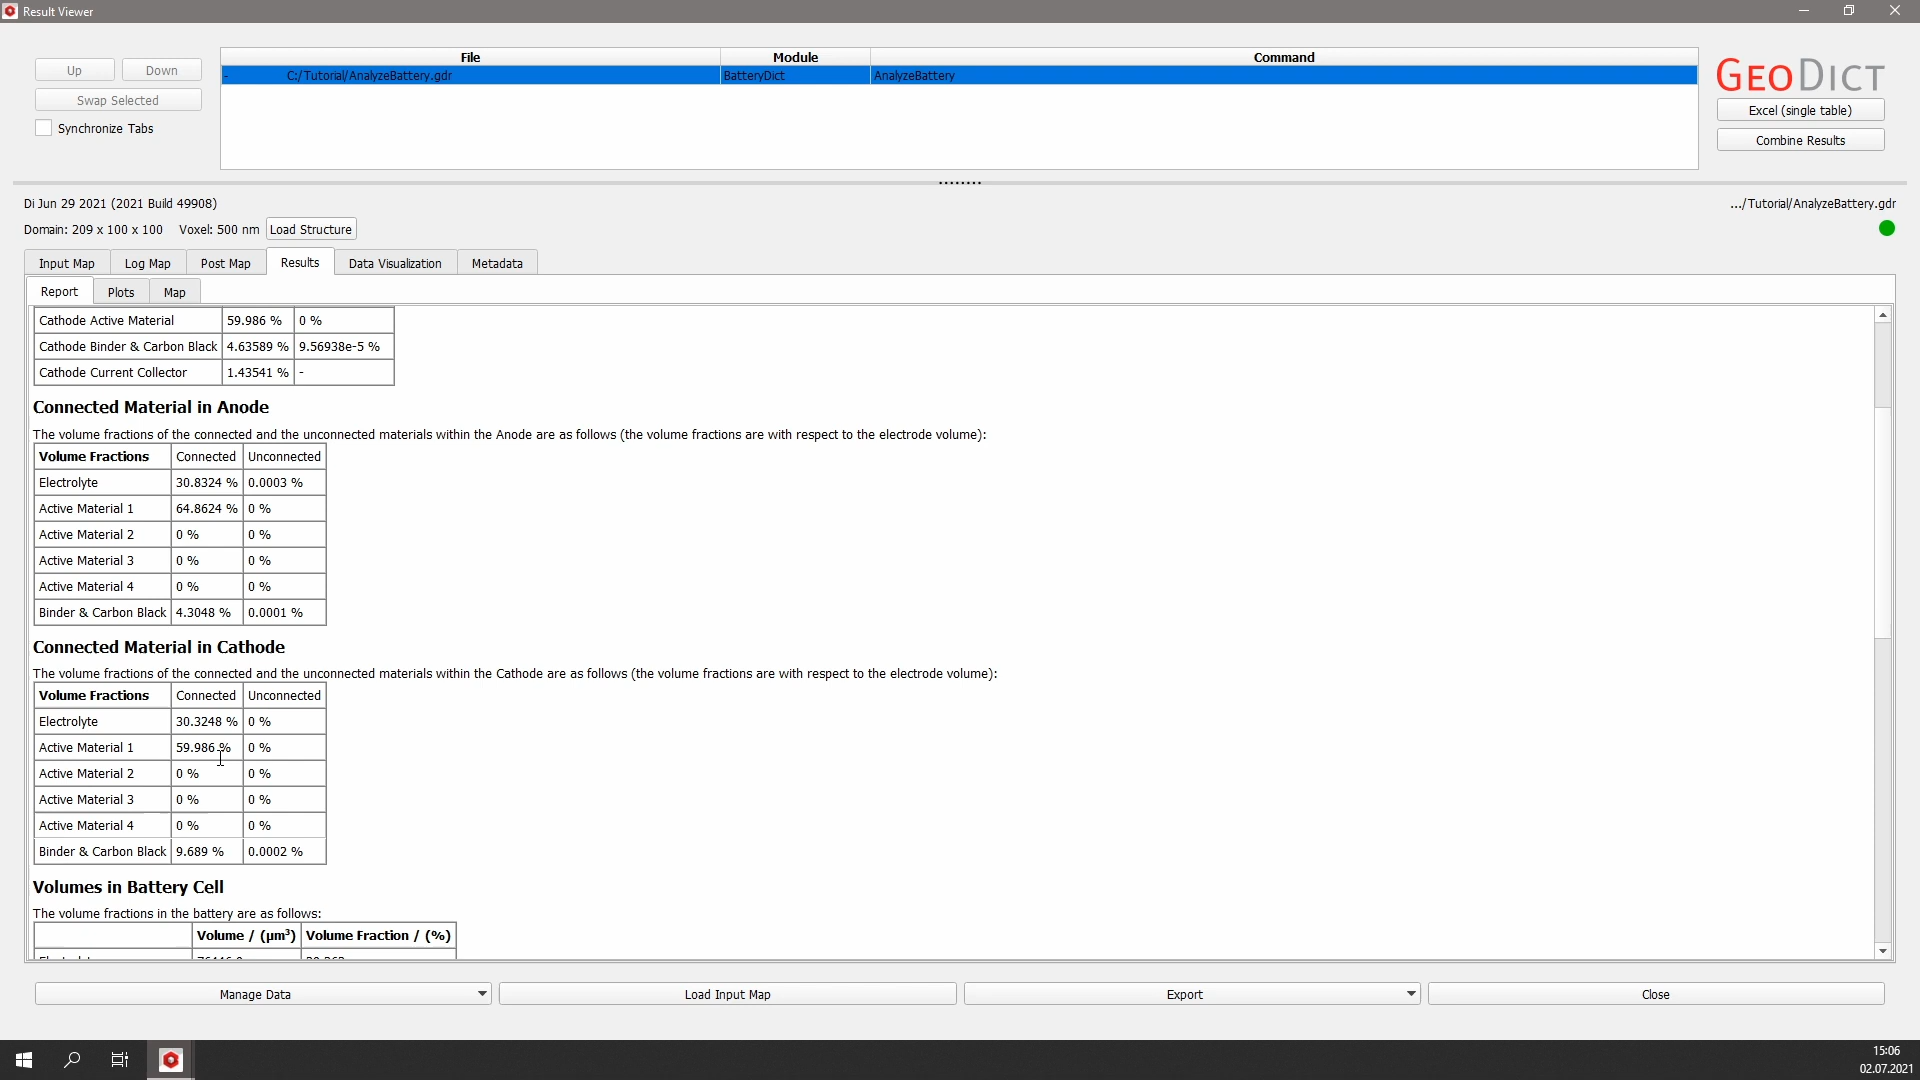 Result Viewer
File Module Command
Up Down
- C:/Tutorial/AnalyzeBattery.gdr BatteryDict AnalyzeBattery
GEODICT
Swap Selected
Excel (single table)
Synchronize Tabs
Combine Results
Di Jun 29 2021 (2021 Build 49908) .../Tutorial/AnalyzeBattery.gdr
Domain: 209 x 100 x 100 Voxel: 500 nm Load Structure
Input Map Log Map Post Map Results Data Visualization Metadata
Report Plots Map
Cathode Active Material 59.986 % 0 %
Cathode Binder & Carbon Black 4.63589 % 9.56938e-5 %
Cathode Current Collector 1.43541 % -
Connected Material in Anode
The volume fractions of the connected and the unconnected materials within the Anode are as follows (the volume fractions are with respect to the electrode volume):
Volume Fractions Connected Unconnected
Electrolyte 30.8324 % 0.0003 %
Active Material 1 64.8624 % 0 %
Active Material 2 0 % 0 %
Active Material 3 0 % 0 %
Active Material 4 0 % 0 %
Binder & Carbon Black 4.3048 % 0.0001 %
Connected Material in Cathode
The volume fractions of the connected and the unconnected materials within the Cathode are as follows (the volume fractions are with respect to the electrode volume):
Volume Fractions Connected Unconnected
Electrolyte 30.3248 % 0 %
Active Material 1 59.986 % 0 %
Active Material 2 0 % 0 %
Active Material 3 0 % 0 %
Active Material 4 0 % 0 %
Binder & Carbon Black 9.689 % 0.0002 %
Volumes in Battery Cell
The volume fractions in the battery are as follows:
Volume / (µm³) Volume Fraction / (%)
Manage Data Load Input Map Export Close
15:06
02.07.2021